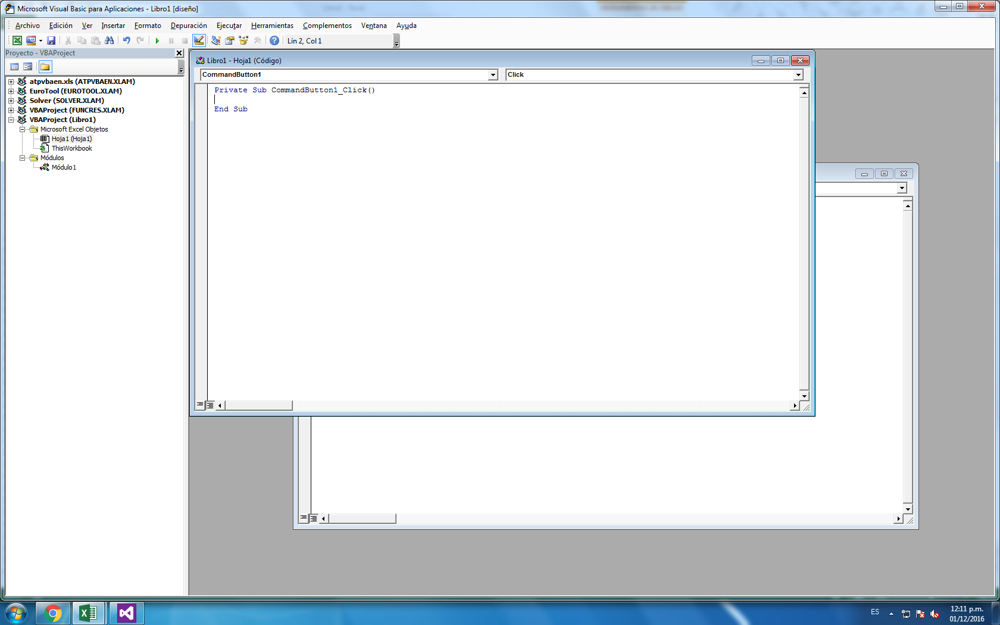 Microsoft Visual Basic para Aplicaciones - Libro1 [diseño]
Archivo Edición Ver Insertar Formato Depuración Ejecutar Herramientas Complementos Ventana Ayuda
Lín 2, Col 1
Proyecto - VBAProject
atpvbaen.xls (ATPVBAEN.XLAM)
EuroTool (EUROTOOL.XLAM)
Solver (SOLVER.XLAM)
VBAProject (FUNCRES.XLAM)
VBAProject (Libro1)
Microsoft Excel Objetos
Hoja1 (Hoja1)
ThisWorkbook
Módulos
Módulo1
Libro1 - Hoja1 (Código)
CommandButton1 Click
Private Sub CommandButton1_Click()
End Sub
ES
12:11 p.m.
01/12/2016